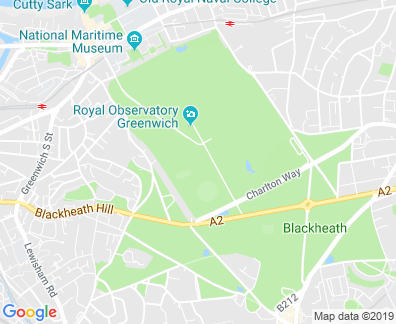 Cutty Sark
Old Royal Naval College
National Maritime
Museum
Royal Observatory
Greenwich
Greenwich S St
Charlton Way
A2
Blackheath Hill
A2
Blackheath
Lewisham Rd
B212
Google
Map data ©2019